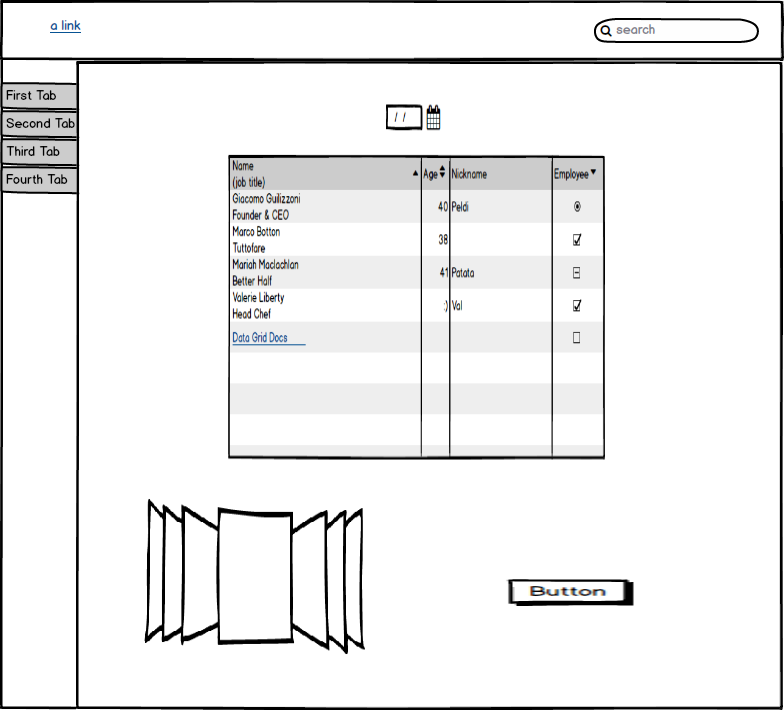 a link
search
First Tab
Second Tab
Third Tab
Fourth Tab
/ /
Name
(job title)
Age
Nickname
Employee
Giacomo Guilizzoni
Founder & CEO
40
Peldi
Marco Botton
Tuttofare
38
Mariah Maclachlan
Better Half
41
Patata
Valerie Liberty
Head Chef
:)
Val
Data Grid Docs
Button